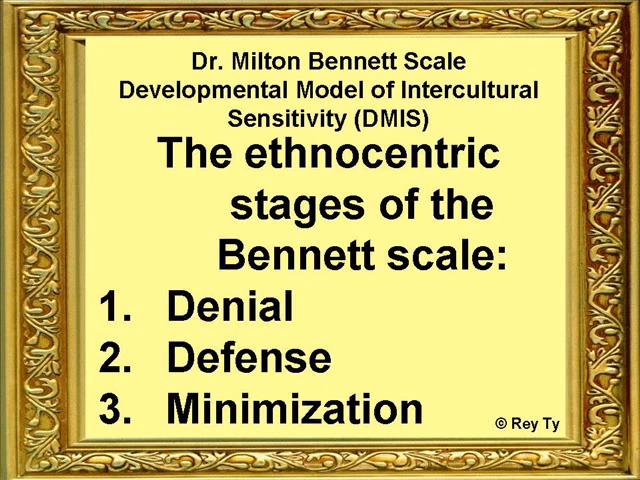 Dr. Milton Bennett Scale
Developmental Model of Intercultural
Sensitivity (DMIS)
The ethnocentric
stages of the
Bennett scale:
1. Denial
2. Defense
3. Minimization
© Rey Ty